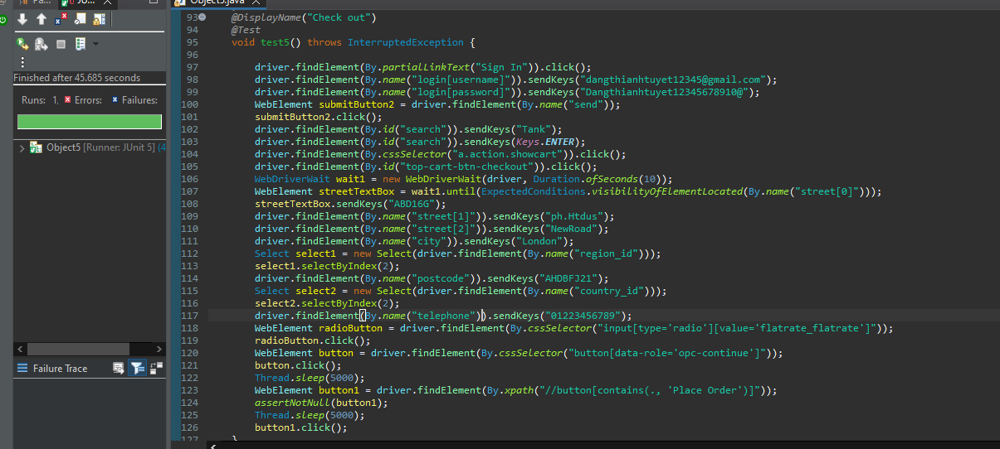 Pa...
JU...
Object5.java
Finished after 45.685 seconds
Runs: 1, Errors: Failures:
Object5 [Runner: JUnit 5] (4
Failure Trace
93 @DisplayName("Check out")
94 @Test
95 void test5() throws InterruptedException {
96
97 driver.findElement(By.partialLinkText("Sign In")).click();
98 driver.findElement(By.name("login[username]")).sendKeys("dangthianhtuyet12345@gmail.com");
99 driver.findElement(By.name("login[password]")).sendKeys("Dangthianhtuyet12345678910@");
100 WebElement submitButton2 = driver.findElement(By.name("send"));
101 submitButton2.click();
102 driver.findElement(By.id("search")).sendKeys("Tank");
103 driver.findElement(By.id("search")).sendKeys(Keys.ENTER);
104 driver.findElement(By.cssSelector("a.action.showcart")).click();
105 driver.findElement(By.id("top-cart-btn-checkout")).click();
106 WebDriverWait wait1 = new WebDriverWait(driver, Duration.ofSeconds(10));
107 WebElement streetTextBox = wait1.until(ExpectedConditions.visibilityOfElementLocated(By.name("street[0]")));
108 streetTextBox.sendKeys("ABD16G");
109 driver.findElement(By.name("street[1]")).sendKeys("ph.Htdus");
110 driver.findElement(By.name("street[2]")).sendKeys("NewRoad");
111 driver.findElement(By.name("city")).sendKeys("London");
112 Select select1 = new Select(driver.findElement(By.name("region_id")));
113 select1.selectByIndex(2);
114 driver.findElement(By.name("postcode")).sendKeys("AHDBFJ21");
115 Select select2 = new Select(driver.findElement(By.name("country_id")));
116 select2.selectByIndex(2);
117 driver.findElement(By.name("telephone")).sendKeys("01223456789");
118 WebElement radioButton = driver.findElement(By.cssSelector("input[type='radio'][value='flatrate_flatrate']"));
119 radioButton.click();
120 WebElement button = driver.findElement(By.cssSelector("button[data-role='opc-continue']"));
121 button.click();
122 Thread.sleep(5000);
123 WebElement button1 = driver.findElement(By.xpath("//button[contains(., 'Place Order')]"));
124 assertNotNull(button1);
125 Thread.sleep(5000);
126 button1.click();
127 }